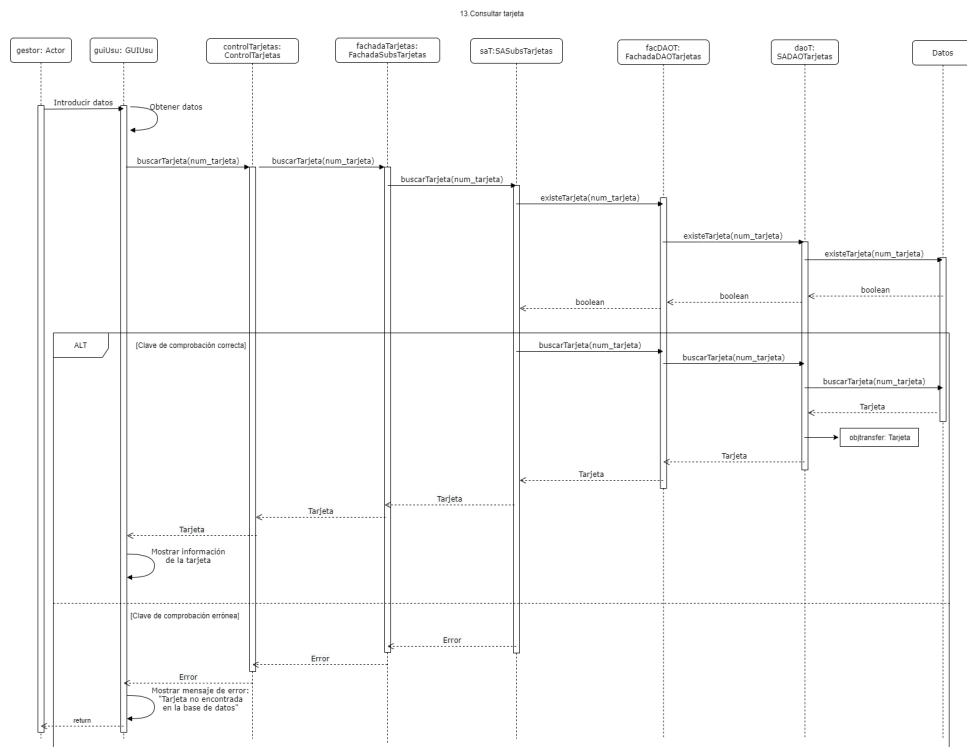 13.Consultar tarjeta
gestor: Actor
guiUsu: GUIUsu
controlTarjetas:
ControlTarjetas
fachadaTarjetas:
FachadaSubsTarjetas
saT:SASubsTarjetas
facDAOT:
FachadaDAOTarjetas
daoT:
SADAOTarjetas
Datos
Introducir datos
Obtener datos
buscarTarjeta(num_tarjeta)
buscarTarjeta(num_tarjeta)
buscarTarjeta(num_tarjeta)
existeTarjeta(num_tarjeta)
existeTarjeta(num_tarjeta)
existeTarjeta(num_tarjeta)
boolean
boolean
boolean
ALT
[Clave de comprobación correcta]
buscarTarjeta(num_tarjeta)
buscarTarjeta(num_tarjeta)
buscarTarjeta(num_tarjeta)
Tarjeta
objtransfer: Tarjeta
Tarjeta
Tarjeta
Tarjeta
Tarjeta
Tarjeta
Mostrar información
de la tarjeta
[Clave de comprobación errónea]
Error
Error
Error
Mostrar mensaje de error:
"Tarjeta no encontrada
en la base de datos"
return